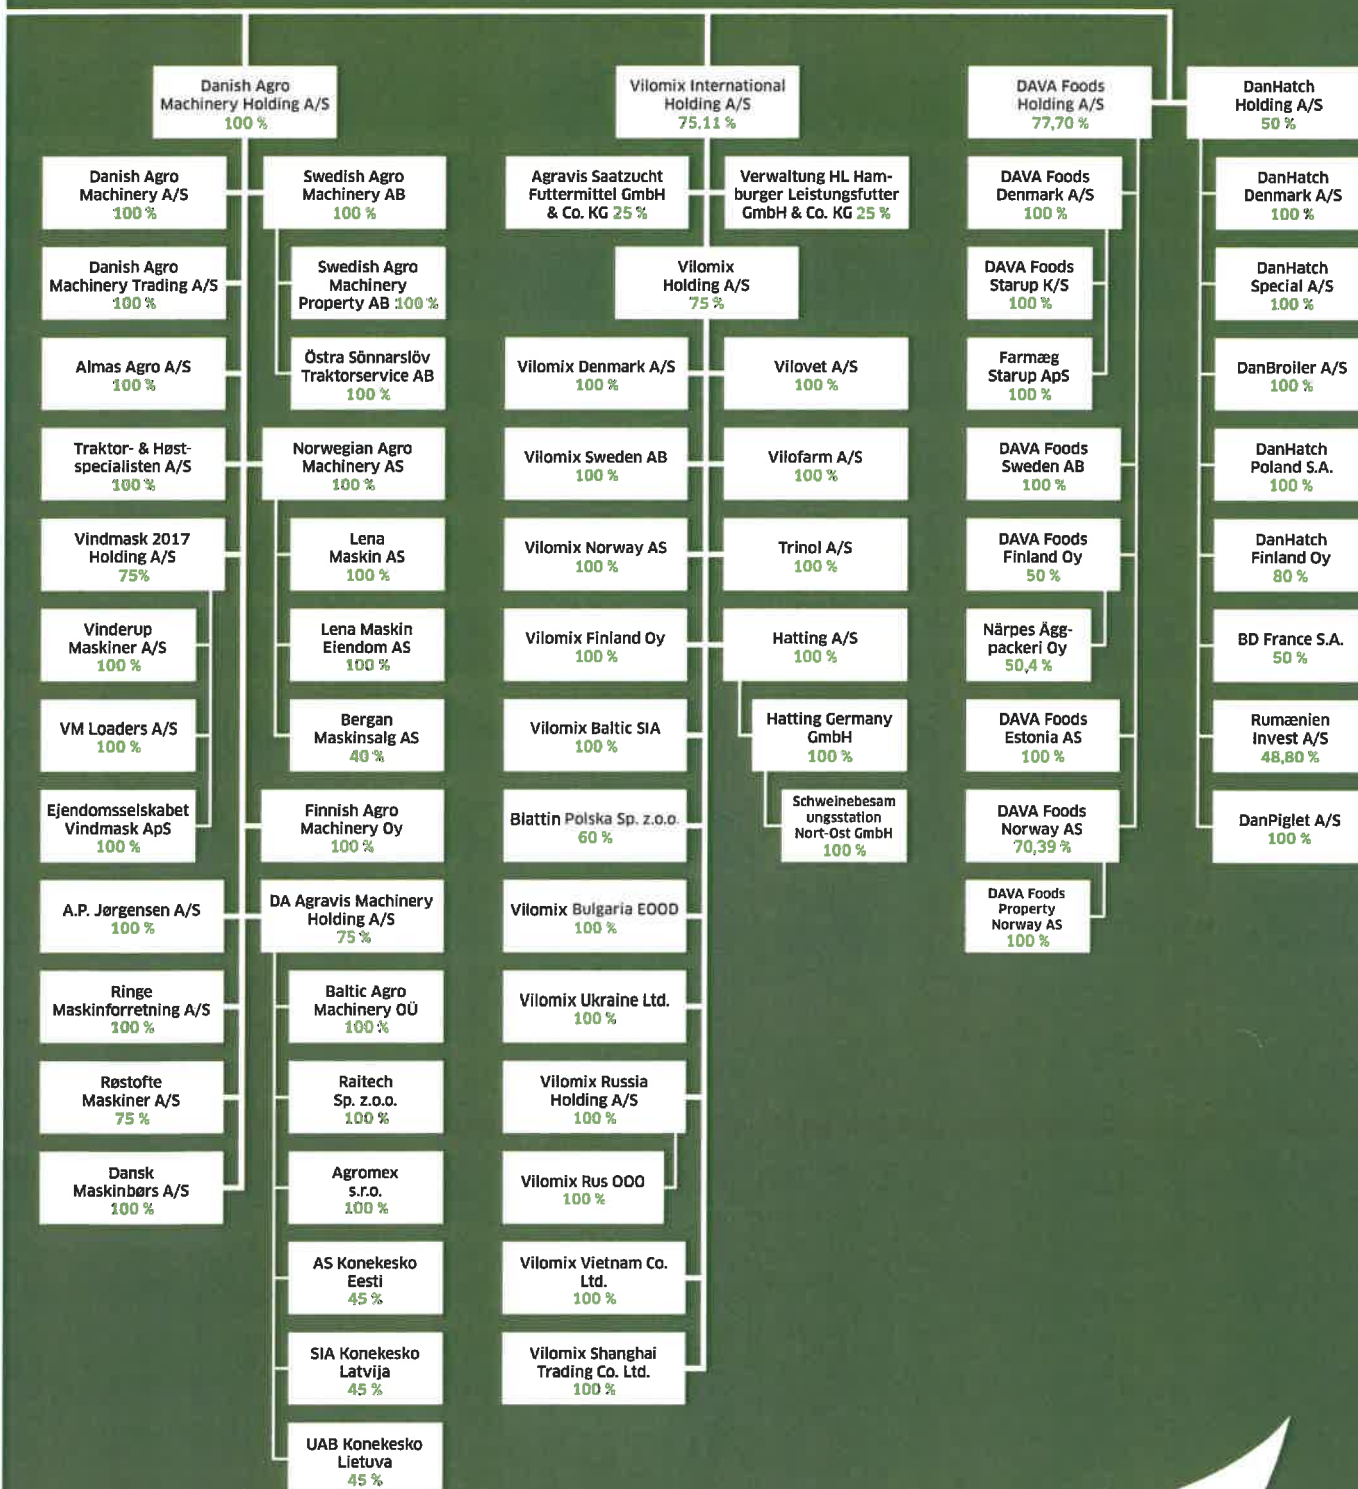 Danish Agro
Machinery Holding A/S
100 %
Danish Agro
Machinery A/S
100 %
Danish Agro
Machinery Trading A/S
100 %
Almas Agro A/S
100 %
Traktor- & Høst-
specialisten A/S
100 %
Vindmask 2017
Holding A/S
75%
Vinderup
Maskiner A/S
100 %
VM Loaders A/S
100 %
Ejendomsselskabet
Vindmask ApS
100 %
A.P. Jørgensen A/S
100 %
Ringe
Maskinforretning A/S
100 %
Røstofte
Maskiner A/S
75 %
Dansk
Maskinbørs A/S
100 %
Swedish Agro
Machinery AB
100 %
Swedish Agro
Machinery
Property AB 100 %
Östra Sönnarslöv
Traktorservice AB
100 %
Norwegian Agro
Machinery AS
100 %
Lena
Maskin AS
100 %
Lena Maskin
Eiendom AS
100 %
Bergan
Maskinsalg AS
40 %
Finnish Agro
Machinery Oy
100 %
DA Agravis Machinery
Holding A/S
75 %
Baltic Agro
Machinery OÜ
100 %
Raitech
Sp. z.o.o.
100 %
Agromex
s.r.o.
100 %
AS Konekesko
Eesti
45 %
SIA Konekesko
Latvija
45 %
UAB Konekesko
Lietuva
45 %
Vilomix International
Holding A/S
75,11 %
Agravis Saatzucht
Futtermittel GmbH
& Co. KG 25 %
Verwaltung HL Ham-
burger Leistungsfutter
GmbH & Co. KG 25 %
Vilomix
Holding A/S
75 %
Vilomix Denmark A/S
100 %
Vilomix Sweden AB
100 %
Vilomix Norway AS
100 %
Vilomix Finland Oy
100 %
Vilomix Baltic SIA
100 %
Blattin Polska Sp. z.o.o.
60 %
Vilomix Bulgaria EOOD
100 %
Vilomix Ukraine Ltd.
100 %
Vilomix Russia
Holding A/S
100 %
Vilomix Rus OOO
100 %
Vilomix Vietnam Co.
Ltd.
100 %
Vilomix Shanghai
Trading Co. Ltd.
100 %
Vilovet A/S
100 %
Vilofarm A/S
100 %
Trinol A/S
100 %
Hatting A/S
100 %
Hatting Germany
GmbH
100 %
Schweinebesam
ungsstation
Nort-Ost GmbH
100 %
DAVA Foods
Holding A/S
77,70 %
DAVA Foods
Denmark A/S
100 %
DAVA Foods
Starup K/S
100 %
Farmæg
Starup ApS
100 %
DAVA Foods
Sweden AB
100 %
DAVA Foods
Finland Oy
50 %
Närpes Ägg-
packeri Oy
50,4 %
DAVA Foods
Estonia AS
100 %
DAVA Foods
Norway AS
70,39 %
DAVA Foods
Property
Norway AS
100 %
DanHatch
Holding A/S
50 %
DanHatch
Denmark A/S
100 %
DanHatch
Special A/S
100 %
DanBroiler A/S
100 %
DanHatch
Poland S.A.
100 %
DanHatch
Finland Oy
80 %
BD France S.A.
50 %
Rumænien
Invest A/S
48,80 %
DanPiglet A/S
100 %